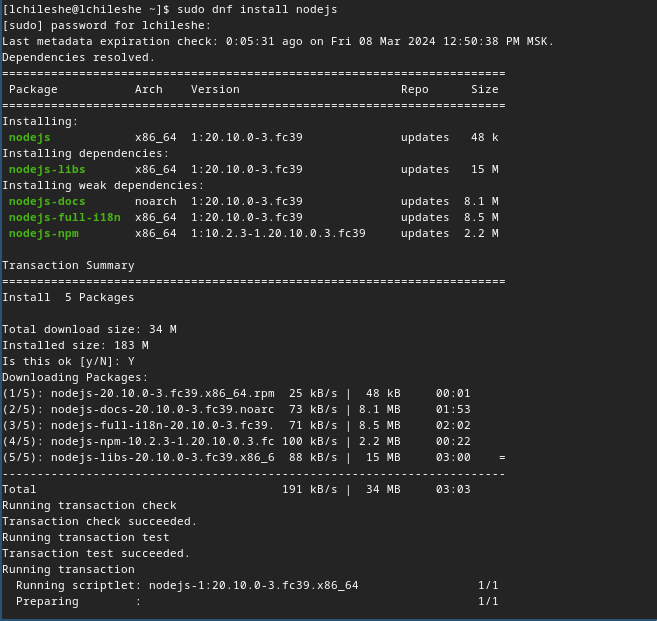 [lchileshe@lchileshe ~]$ sudo dnf install nodejs
[sudo] password for lchileshe:
Last metadata expiration check: 0:05:31 ago on Fri 08 Mar 2024 12:50:38 PM MSK.
Dependencies resolved.
========================================================================
 Package           Arch    Version                       Repo      Size
========================================================================
Installing:
 nodejs            x86_64  1:20.10.0-3.fc39              updates   48 k
Installing dependencies:
 nodejs-libs       x86_64  1:20.10.0-3.fc39              updates   15 M
Installing weak dependencies:
 nodejs-docs       noarch  1:20.10.0-3.fc39              updates  8.1 M
 nodejs-full-i18n  x86_64  1:20.10.0-3.fc39              updates  8.5 M
 nodejs-npm        x86_64  1:10.2.3-1.20.10.0.3.fc39     updates  2.2 M

Transaction Summary
========================================================================
Install  5 Packages

Total download size: 34 M
Installed size: 183 M
Is this ok [y/N]: Y
Downloading Packages:
(1/5): nodejs-20.10.0-3.fc39.x86_64.rpm  25 kB/s |  48 kB     00:01
(2/5): nodejs-docs-20.10.0-3.fc39.noarc  73 kB/s | 8.1 MB     01:53
(3/5): nodejs-full-i18n-20.10.0-3.fc39.  71 kB/s | 8.5 MB     02:02
(4/5): nodejs-npm-10.2.3-1.20.10.0.3.fc 100 kB/s | 2.2 MB     00:22
(5/5): nodejs-libs-20.10.0-3.fc39.x86_6  88 kB/s |  15 MB     03:00    =
------------------------------------------------------------------------
Total                                   191 kB/s |  34 MB     03:03
Running transaction check
Transaction check succeeded.
Running transaction test
Transaction test succeeded.
Running transaction
  Running scriptlet: nodejs-1:20.10.0-3.fc39.x86_64                 1/1
  Preparing        :                                                1/1